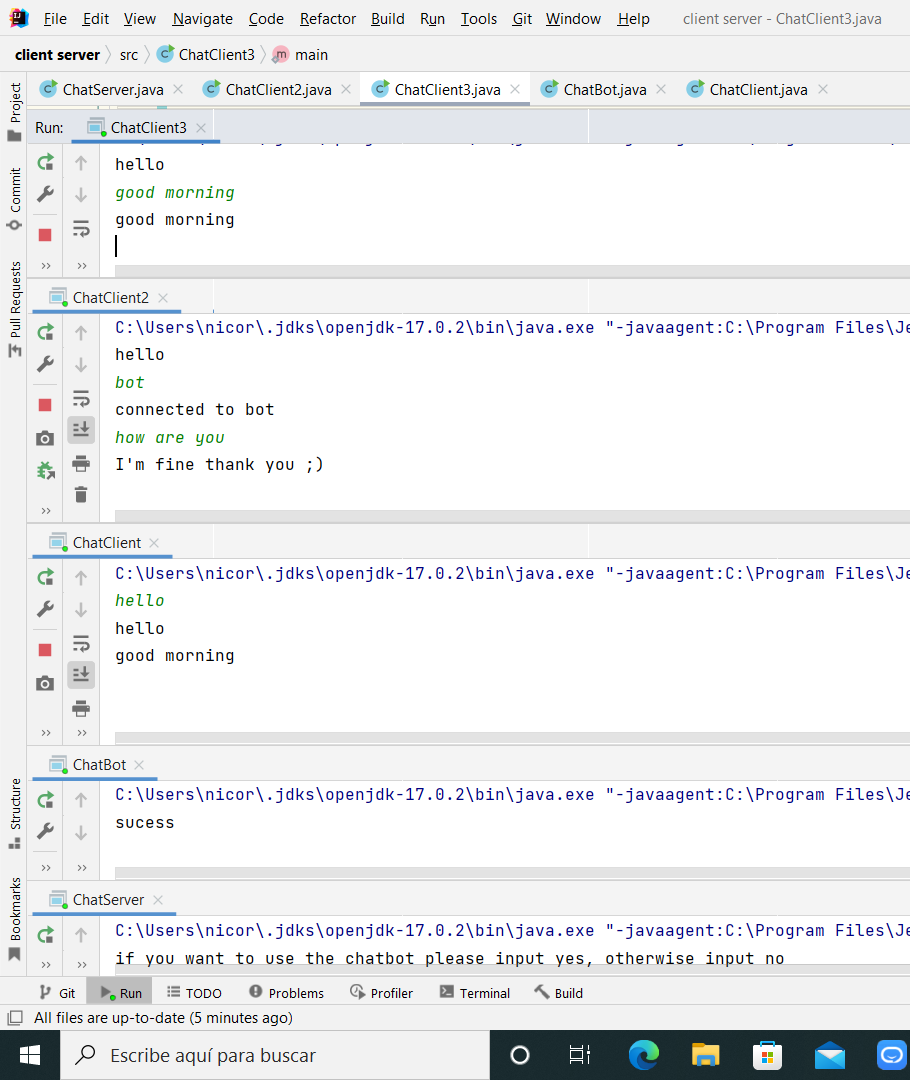 File Edit View Navigate Code Refactor Build Run Tools Git Window Help client server - ChatClient3.java
client server src ChatClient3 main
ChatServer.java ChatClient2.java ChatClient3.java ChatBot.java ChatClient.java
Project
Commit
Pull Requests
Structure
Bookmarks
Run: ChatClient3
hello
good morning
good morning
ChatClient2
C:\Users\nicor\.jdks\openjdk-17.0.2\bin\java.exe "-javaagent:C:\Program Files\Je
hello
bot
connected to bot
how are you
I'm fine thank you ;)
ChatClient
C:\Users\nicor\.jdks\openjdk-17.0.2\bin\java.exe "-javaagent:C:\Program Files\Je
hello
hello
good morning
ChatBot
C:\Users\nicor\.jdks\openjdk-17.0.2\bin\java.exe "-javaagent:C:\Program Files\Je
sucess
ChatServer
C:\Users\nicor\.jdks\openjdk-17.0.2\bin\java.exe "-javaagent:C:\Program Files\Je
if you want to use the chatbot please input yes, otherwise input no
Git Run TODO Problems Profiler Terminal Build
All files are up-to-date (5 minutes ago)
Escribe aquí para buscar